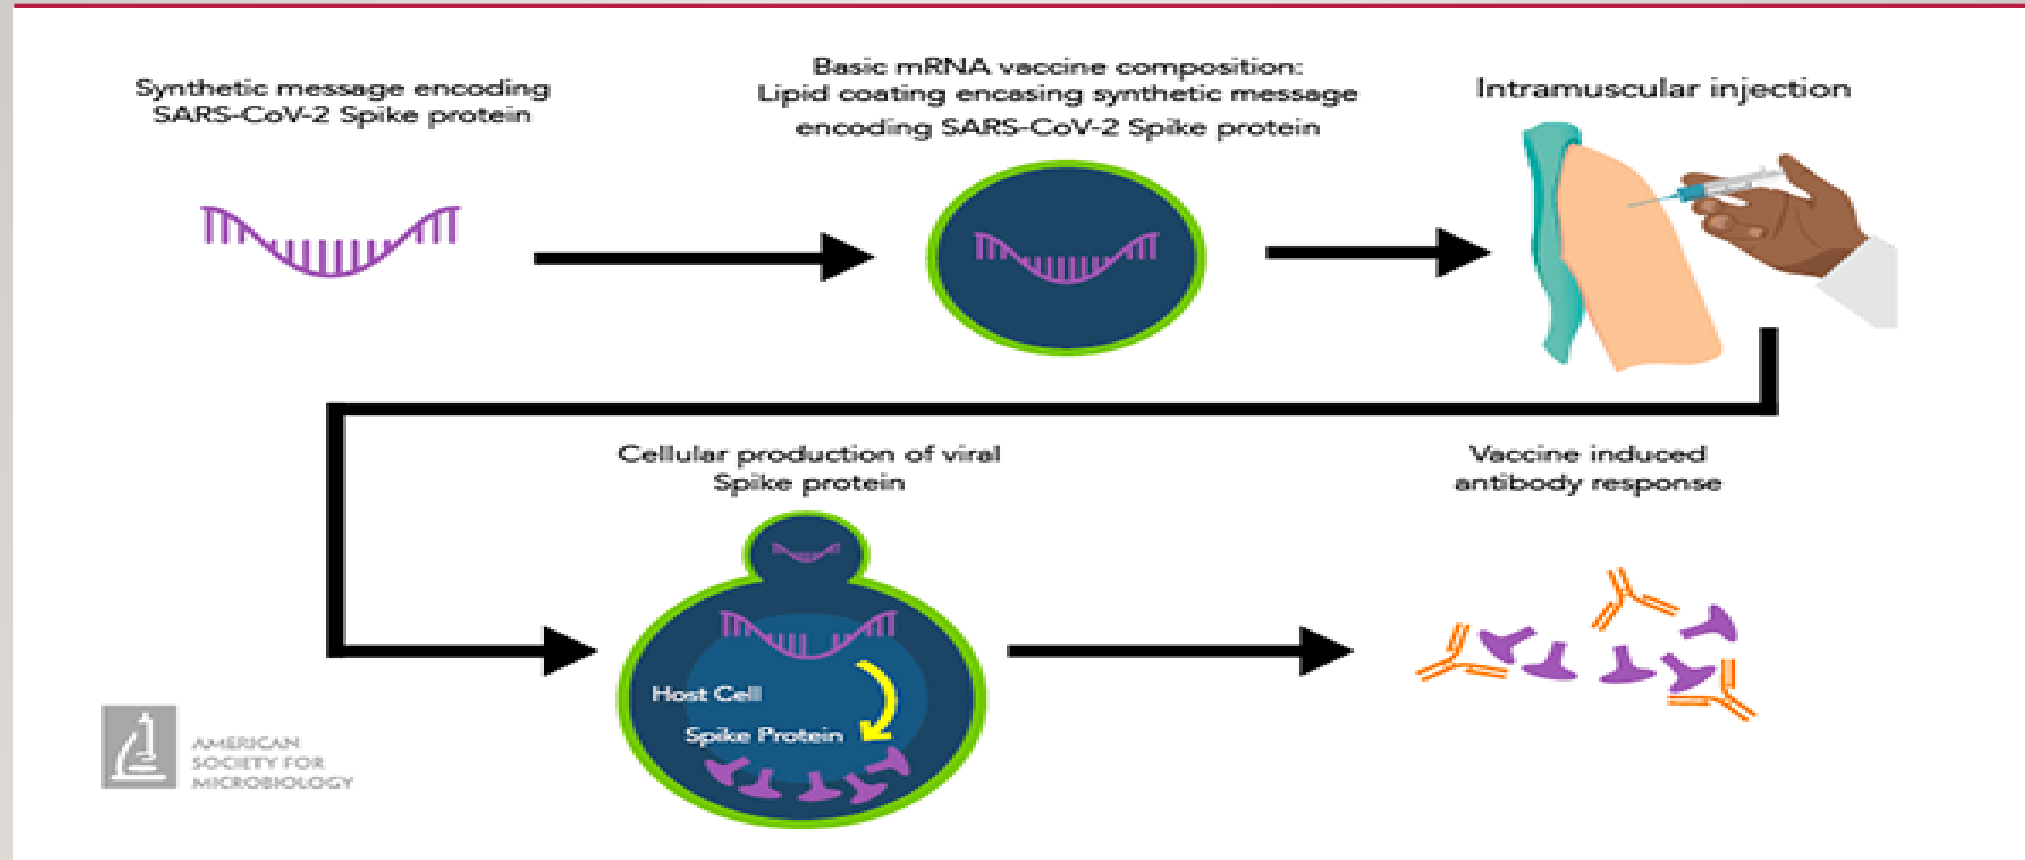 Synthetic message encoding
SARS-CoV-2 Spike protein
Basic mRNA vaccine composition:
Lipid coating encasing synthetic message
encoding SARS-CoV-2 Spike protein
Intramuscular injection
Cellular production of viral
Spike protein
Host Cell
Spike Protein
Vaccine induced
antibody response
AMERICAN
SOCIETY FOR
MICROBIOLOGY